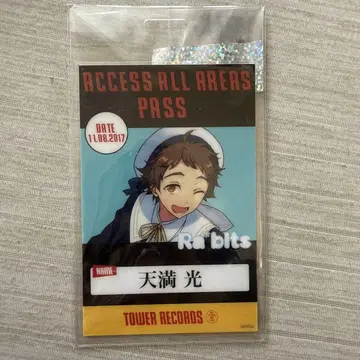 ACCESS ALL AREAS
PASS
DATE
11.08.2017
Ra*bits
NAME
天満 光
TOWER RECORDS